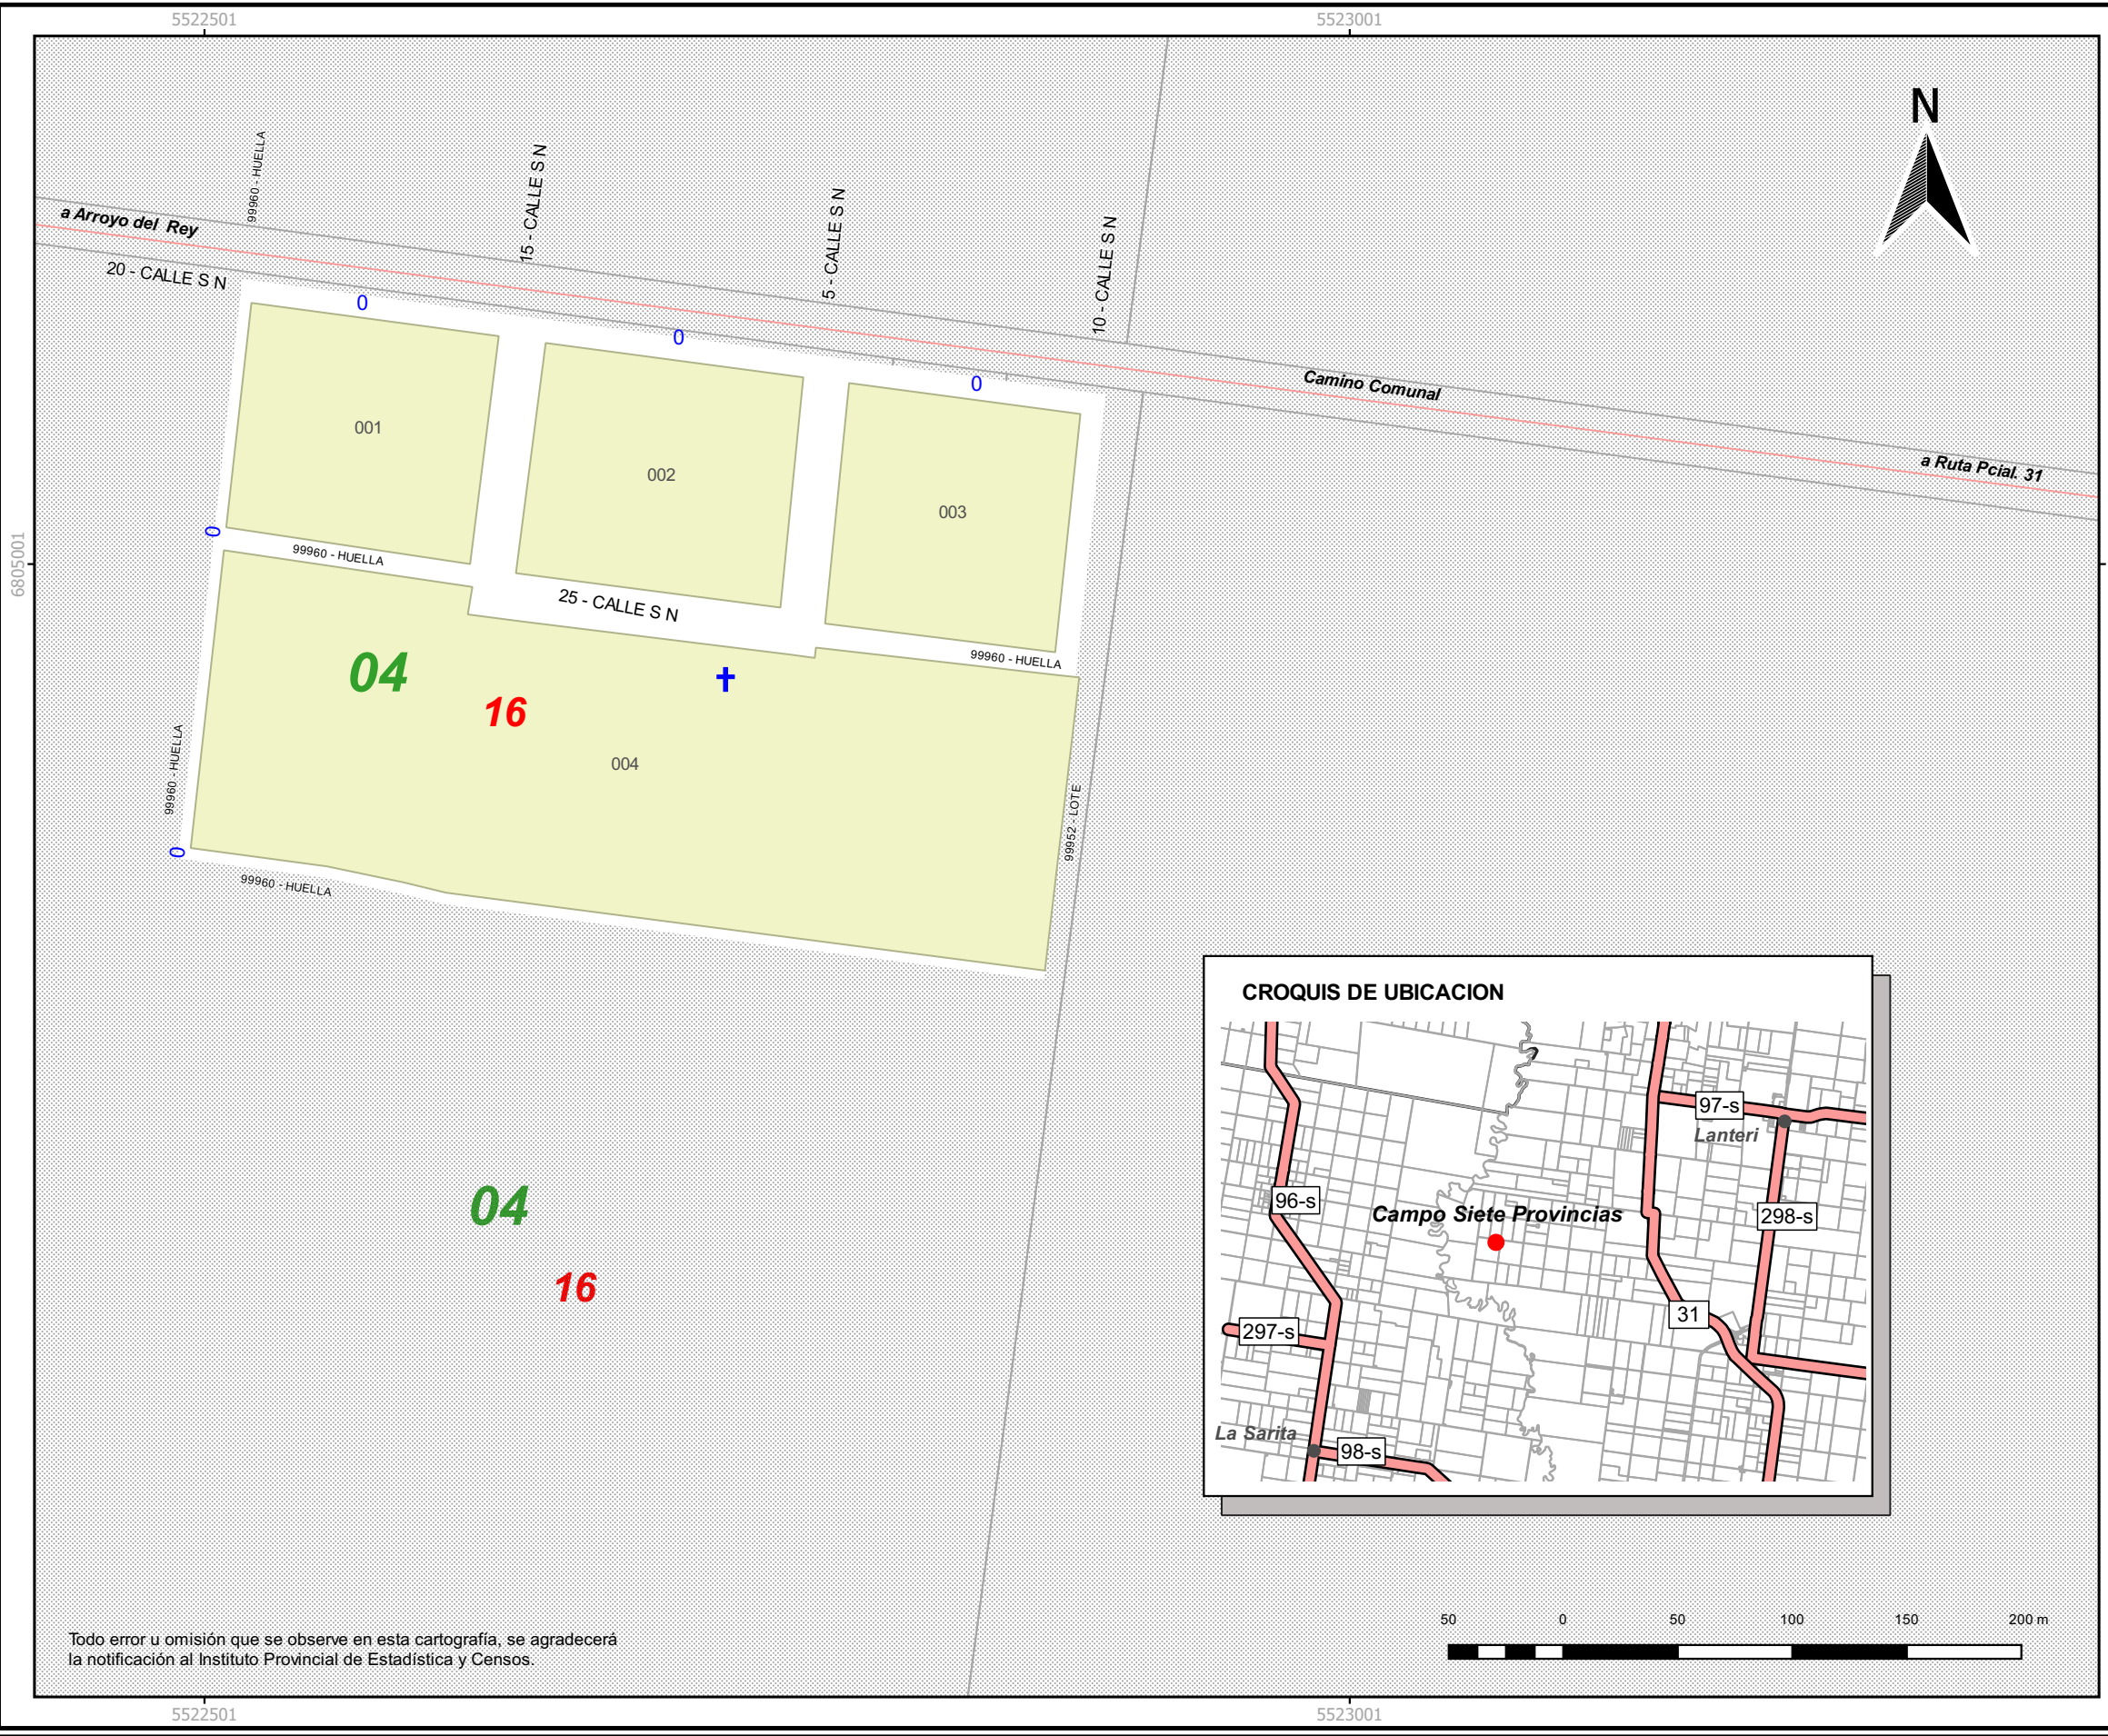 5522501
5523001
N
99960 - HUELLA
15 - CALLE S N
5 - CALLE S N
10 - CALLE S N
a Arroyo del Rey
20 - CALLE S N
0
0
0
Camino Comunal
a Ruta Pcial. 31
001
002
003
0
6805001
99960 - HUELLA
25 - CALLE S N
99960 - HUELLA
04
16
004
99960 - HUELLA
99952 - LOTE
0
99960 - HUELLA
CROQUIS DE UBICACION
97-s
Lanteri
96-s
Campo Siete Provincias
298-s
31
297-s
La Sarita
98-s
04
16
50 0 50 100 150 200 m
Todo error u omisión que se observe en esta cartografía, se agradecerá
la notificación al Instituto Provincial de Estadística y Censos.
5522501
5523001